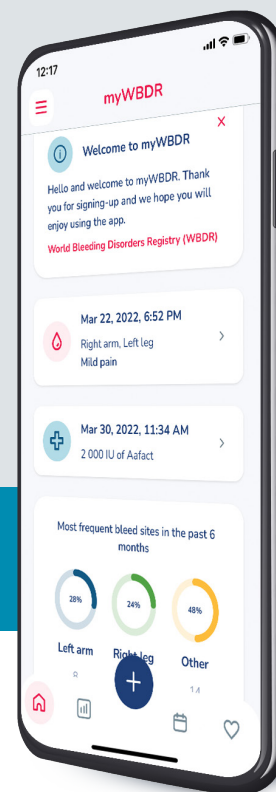 12:17
myWBDR
Welcome to myWBDR
Hello and welcome to myWBDR. Thank
you for signing-up and we hope you will
enjoy using the app.
World Bleeding Disorders Registry (WBDR)
Mar 22, 2022, 6:52 PM
Right arm, Left leg
Mild pain
Mar 30, 2022, 11:34 AM
2 000 IU of Aafact
Most frequent bleed sites in the past 6
months
28% 24% 48%
Left arm Right leg Other